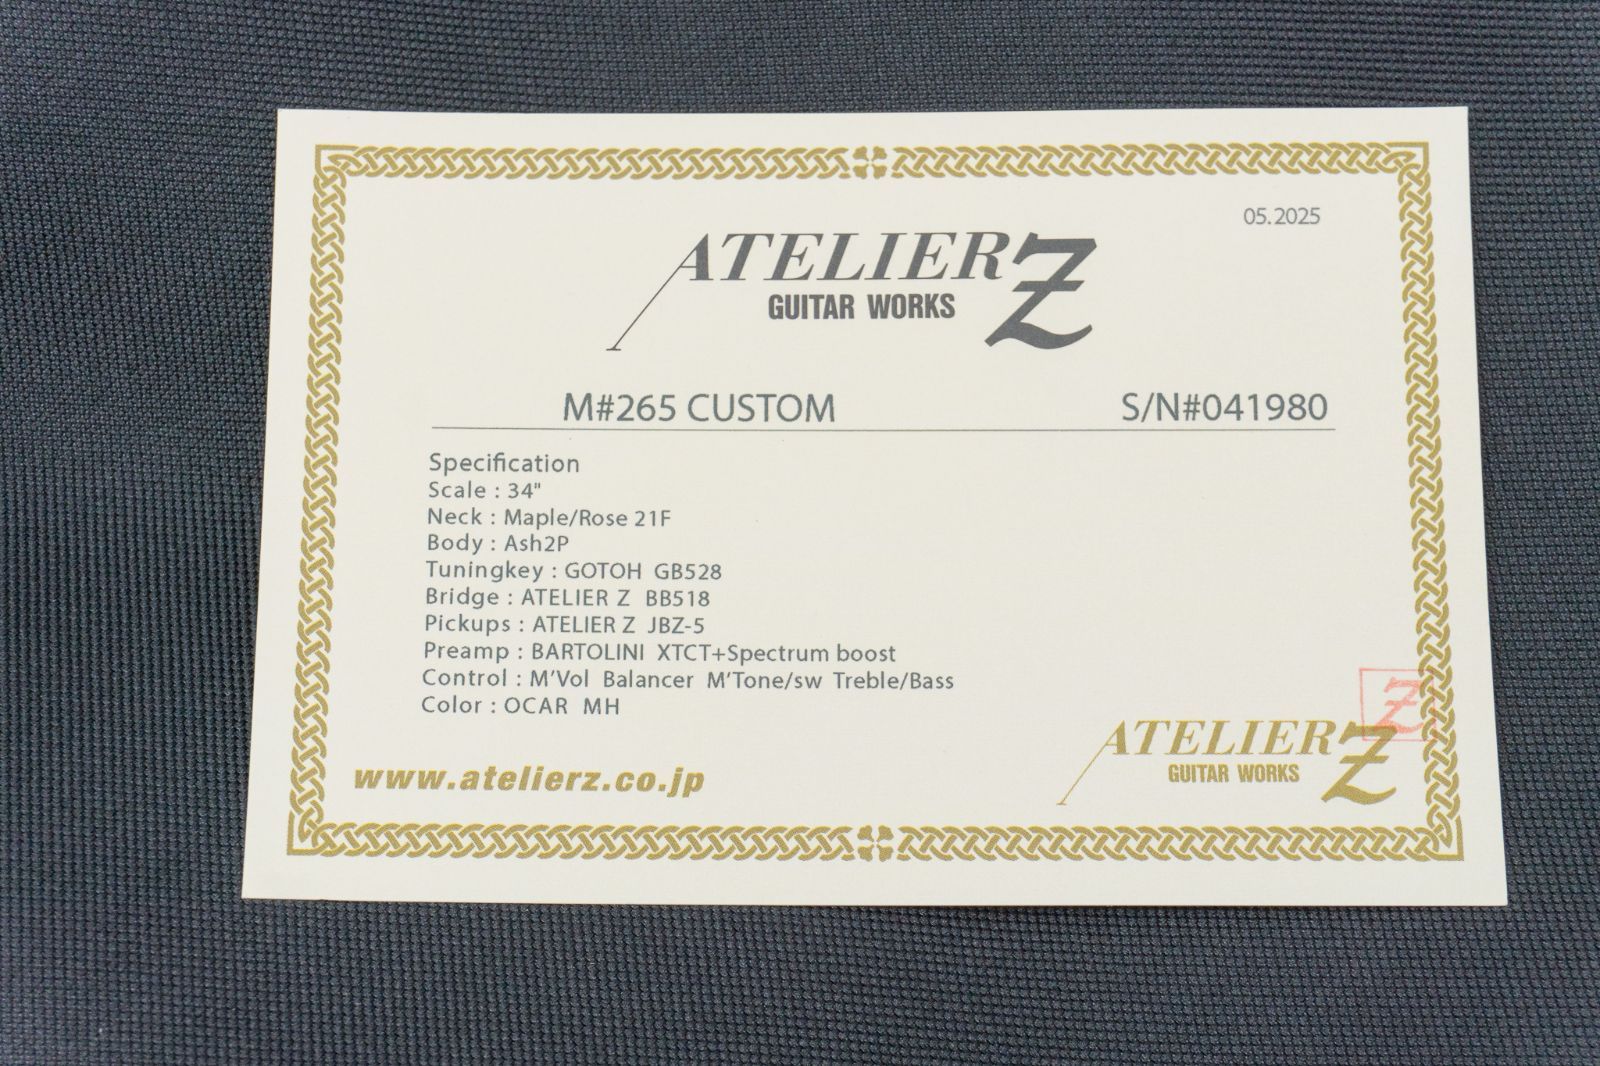 05.2025
ATELIER Z
GUITAR WORKS
M#265 CUSTOM S/N#041980
Specification
Scale : 34"
Neck : Maple/Rose 21F
Body : Ash2P
Tuningkey : GOTOH GB528
Bridge : ATELIER Z BB518
Pickups : ATELIER Z JBZ-5
Preamp : BARTOLINI XTCT+Spectrum boost
Control : M'Vol Balancer M'Tone/sw Treble/Bass
Color : OCAR MH
Z
ATELIER Z
GUITAR WORKS
www.atelierz.co.jp